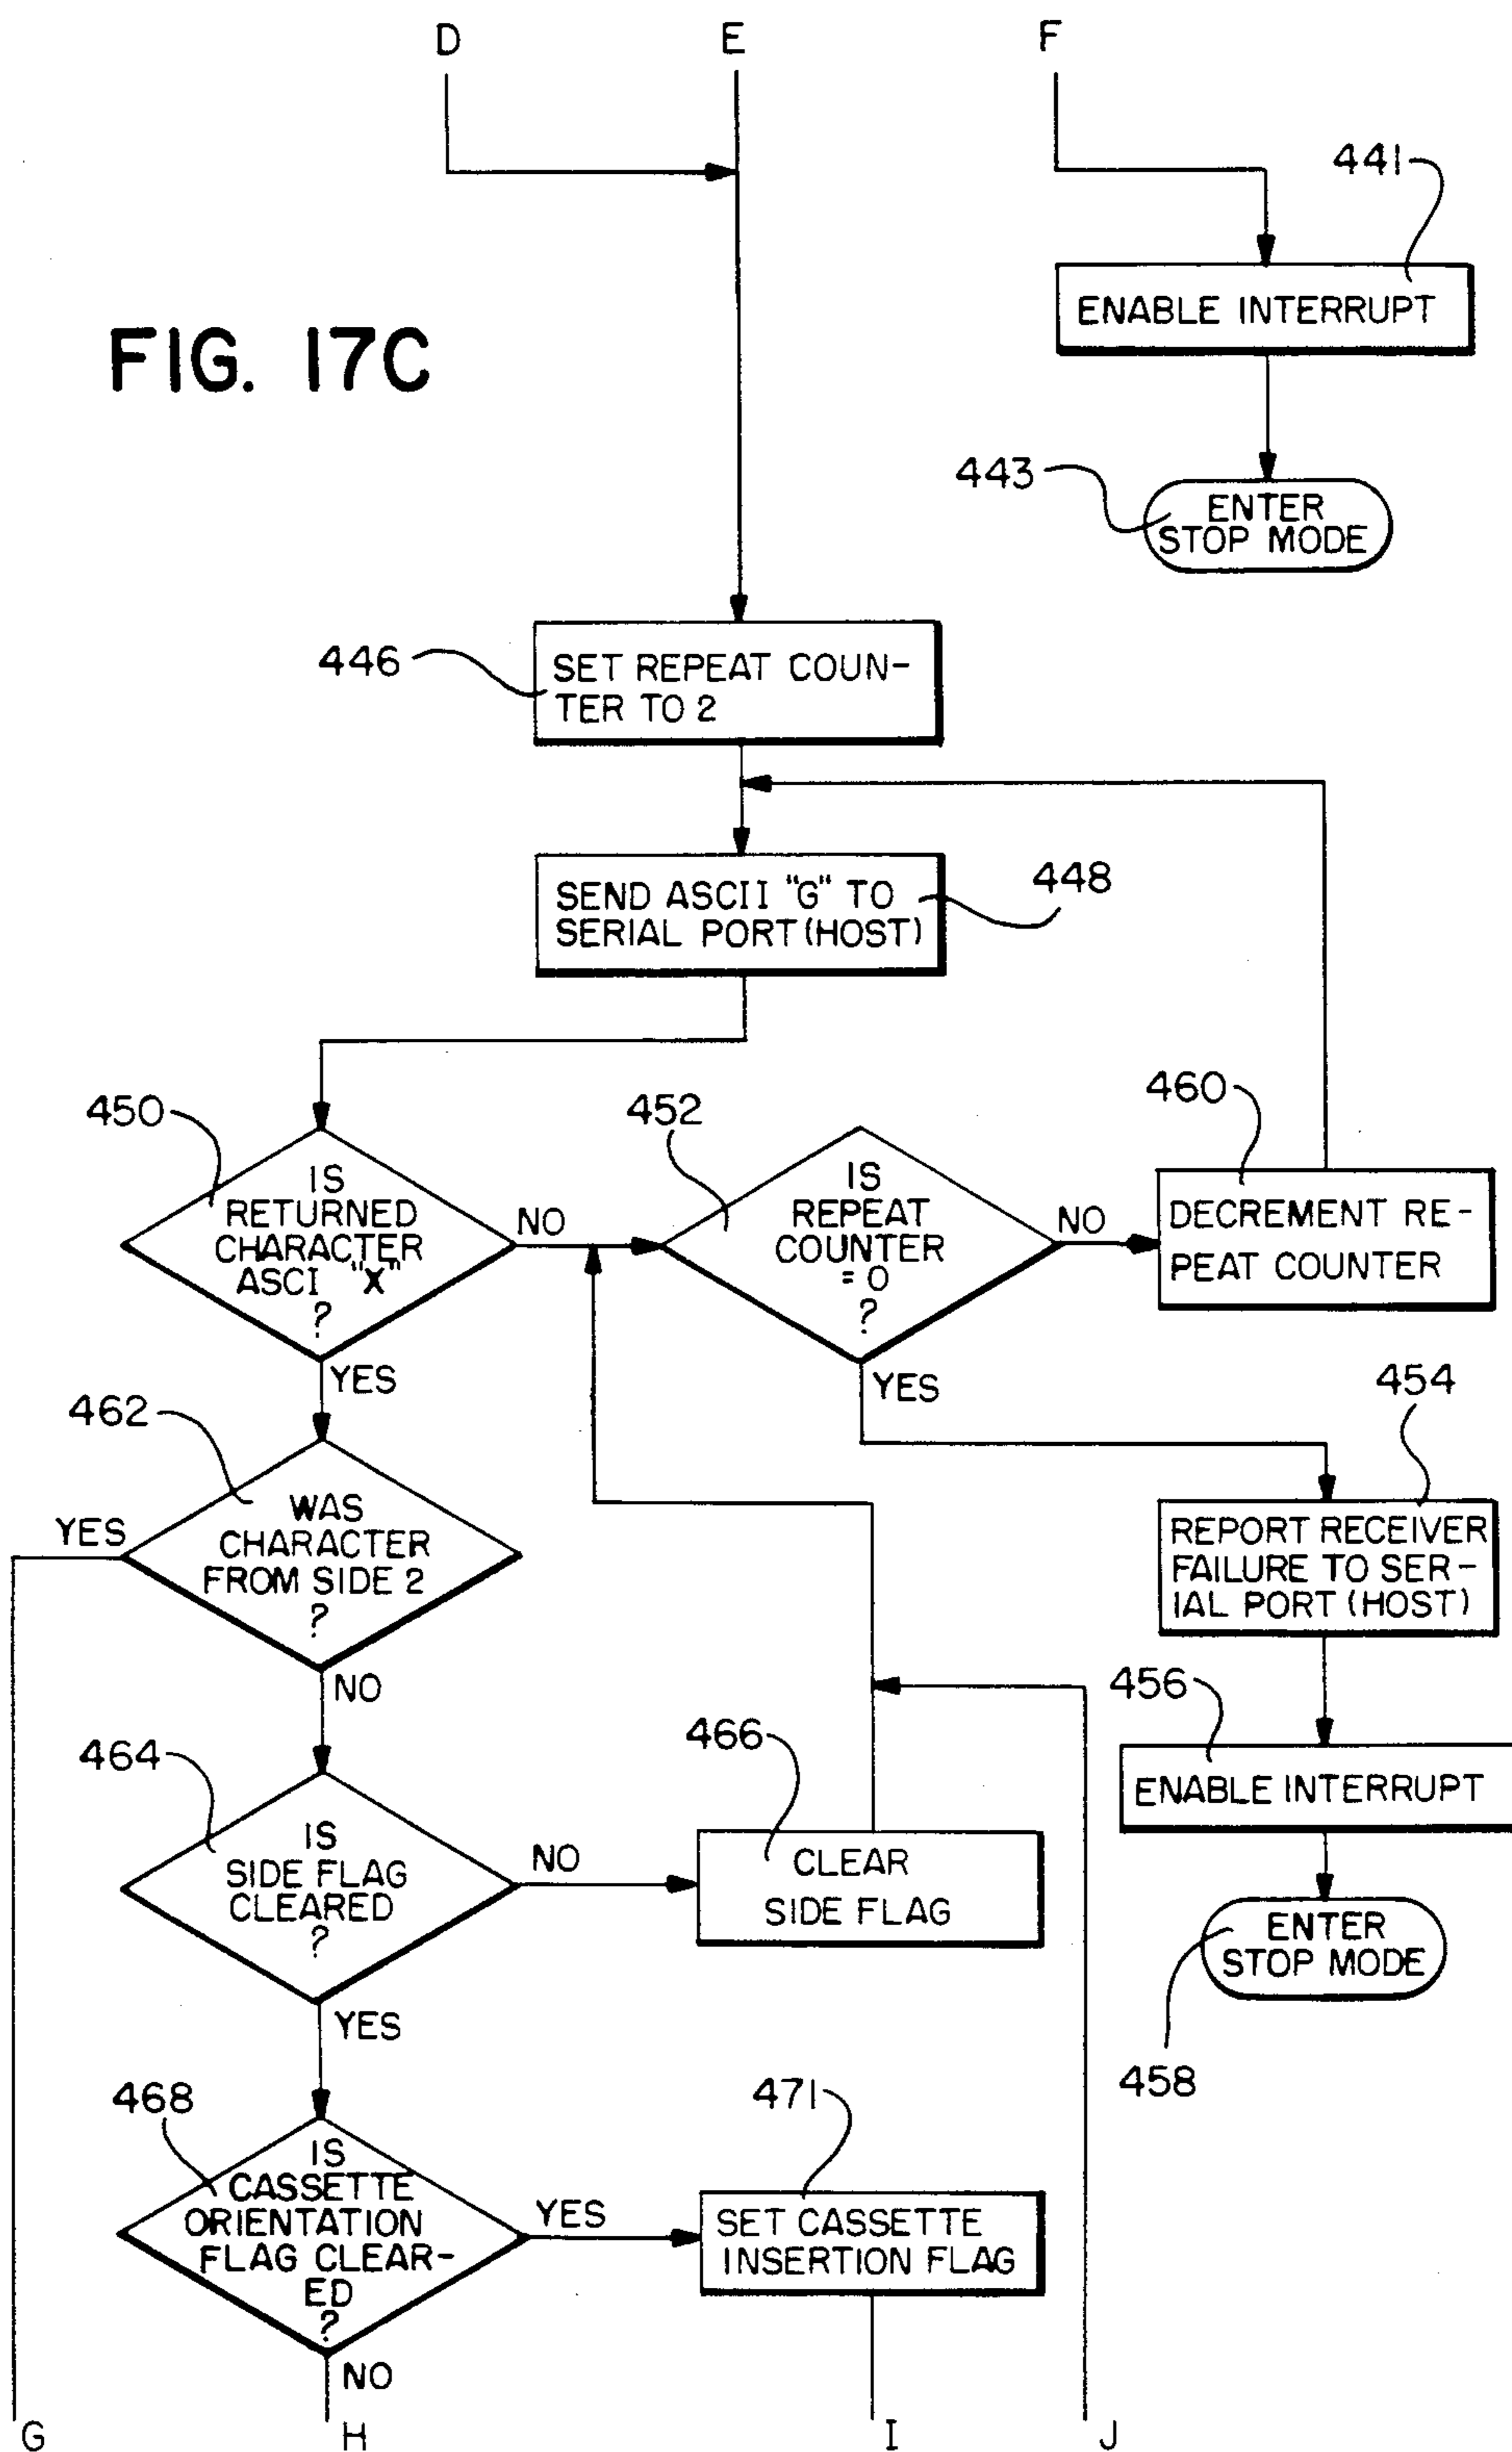 D
E
F
441
FIG. 17C
ENABLE INTERRUPT
443
ENTER
STOP MODE
446
SET REPEAT COUN-
TER TO 2
448
SEND ASCII "G" TO
SERIAL PORT (HOST)
450
IS
RETURNED
CHARACTER
ASCI "X"
?
NO
YES
452
IS
REPEAT
COUNTER
= 0
?
NO
YES
460
DECREMENT RE-
PEAT COUNTER
462
WAS
CHARACTER
FROM SIDE 2
?
YES
NO
454
REPORT RECEIVER
FAILURE TO SER-
IAL PORT (HOST)
456
ENABLE INTERRUPT
458
ENTER
STOP MODE
464
IS
SIDE FLAG
CLEARED
?
NO
YES
466
CLEAR
SIDE FLAG
468
IS
CASSETTE
ORIENTATION
FLAG CLEAR-
ED
?
YES
NO
471
SET CASSETTE
INSERTION FLAG
G
H
I
J